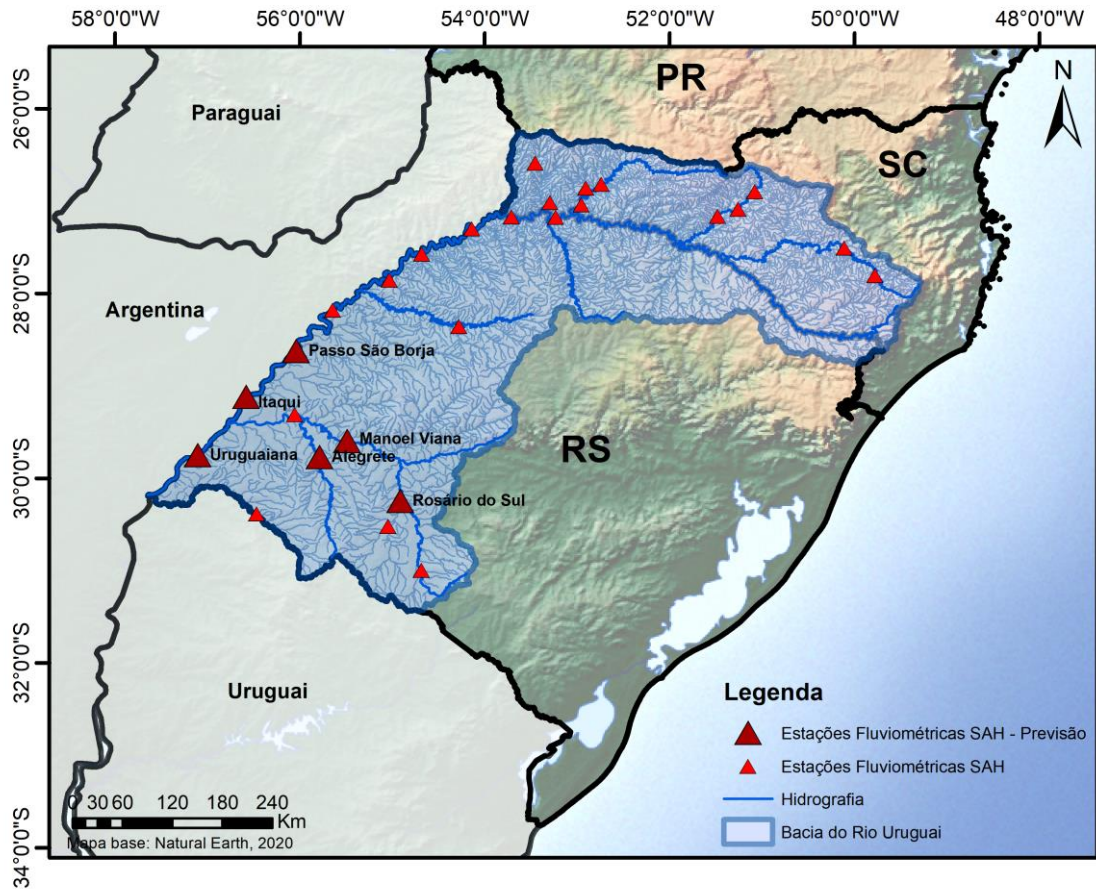 58°0'0"W
56°0'0"W
54°0'0"W
52°0'0"W
50°0'0"W
48°0'0"W
26°0'0"S
28°0'0"S
30°0'0"S
32°0'0"S
34°0'0"S
N
PR
Paraguai
SC
Argentina
Passo São Borja
Itaqui
Manoel Viana
Uruguaiana
Alegrete
RS
Rosário do Sul
Uruguai
Legenda
Estações Fluviométricas SAH - Previsão
Estações Fluviométricas SAH
Hidrografia
Bacia do Rio Uruguai
0 30 60 120 180 240
Km
Mapa base: Natural Earth, 2020